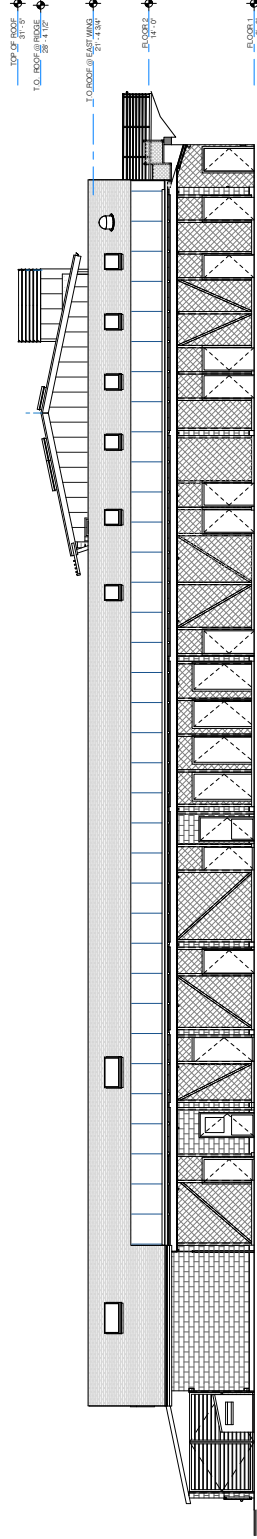 TOP OF ROOF
31' - 5"
T.O. ROOF @ RIDGE
28' - 4 1/2"
T.O.ROOF @ EAST WING
21' - 4 3/4"
FLOOR 2
14' - 0"
FLOOR 1